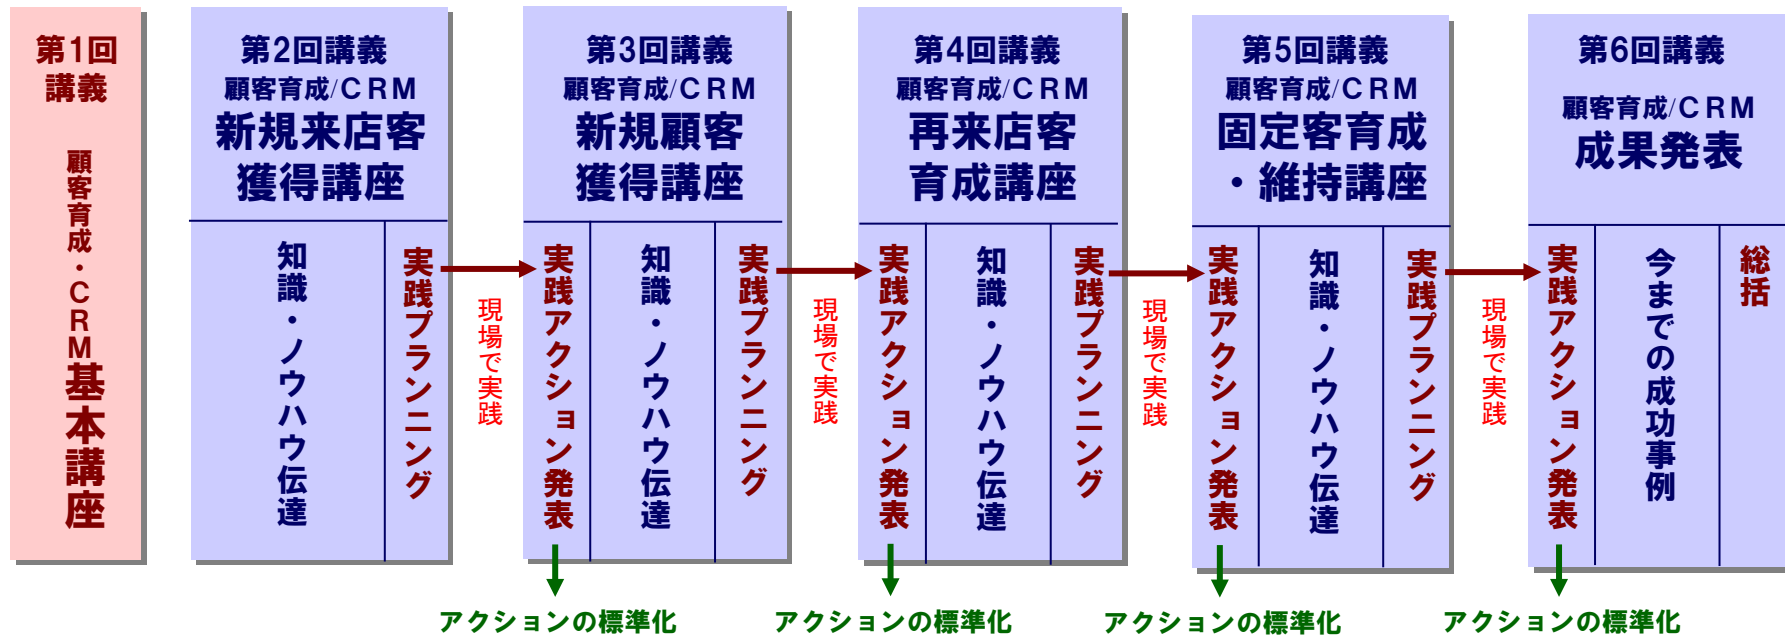 第1回
講義
顧客育成・CRM基本講座
第2回講義
顧客育成/CRM
新規来店客
獲得講座
知識・ノウハウ伝達
実践プランニング
現場で実践
第3回講義
顧客育成/CRM
新規顧客
獲得講座
実践アクション発表
知識・ノウハウ伝達
実践プランニング
アクションの標準化
現場で実践
第4回講義
顧客育成/CRM
再来店客
育成講座
実践アクション発表
知識・ノウハウ伝達
実践プランニング
アクションの標準化
現場で実践
第5回講義
顧客育成/CRM
固定客育成
・維持講座
実践アクション発表
知識・ノウハウ伝達
実践プランニング
アクションの標準化
現場で実践
第6回講義
顧客育成/CRM
成果発表
実践アクション発表
今までの成功事例
総括
アクションの標準化